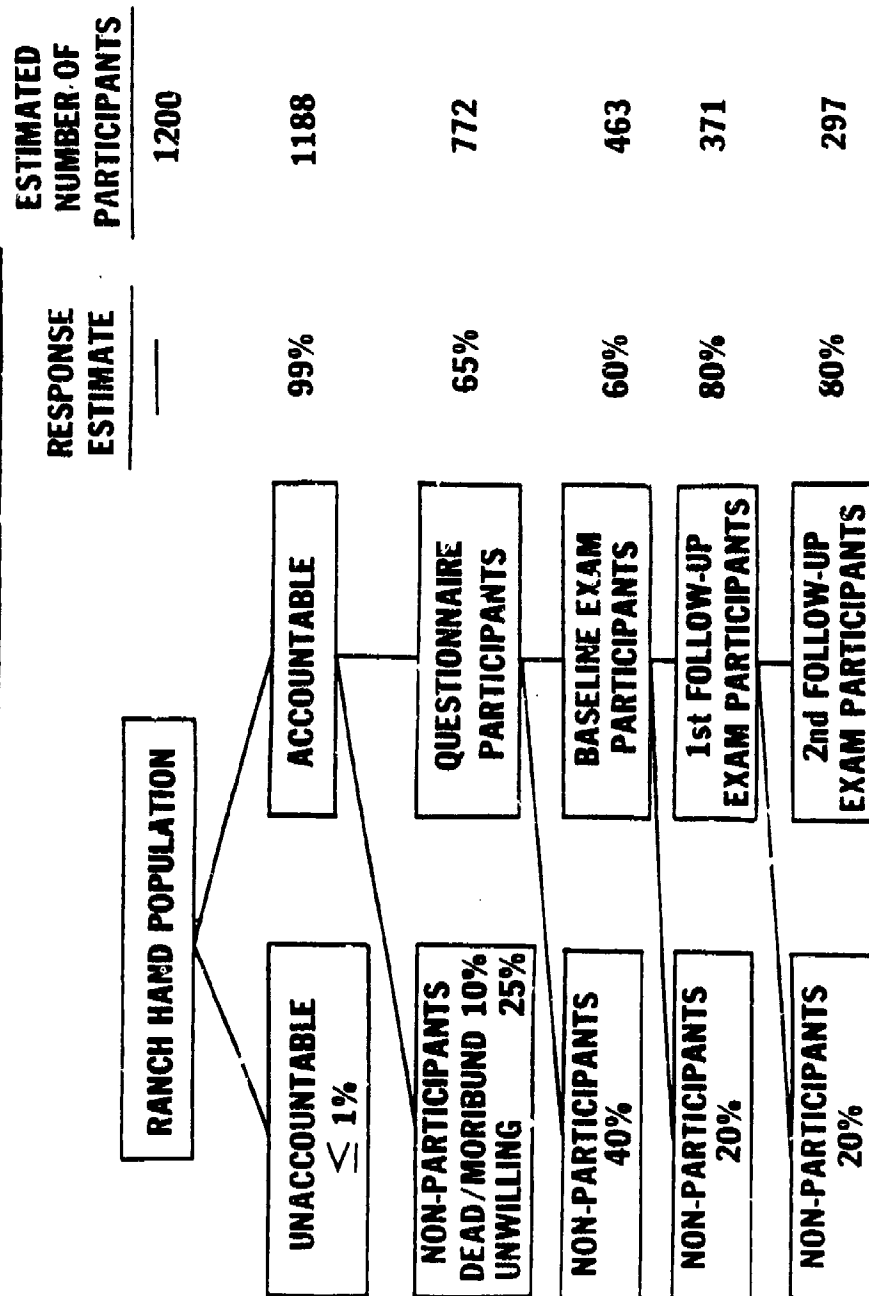 RESPONSE ESTIMATE
ESTIMATED NUMBER OF PARTICIPANTS
RANCH HAND POPULATION
—
1200
UNACCOUNTABLE
≤ 1%
ACCOUNTABLE
99%
1188
NON-PARTICIPANTS
DEAD/MORIBUND 10%
UNWILLING 25%
QUESTIONNAIRE
PARTICIPANTS
65%
772
NON-PARTICIPANTS
40%
BASELINE EXAM
PARTICIPANTS
60%
463
NON-PARTICIPANTS
20%
1st FOLLOW-UP
EXAM PARTICIPANTS
80%
371
NON-PARTICIPANTS
20%
2nd FOLLOW-UP
EXAM PARTICIPANTS
80%
297